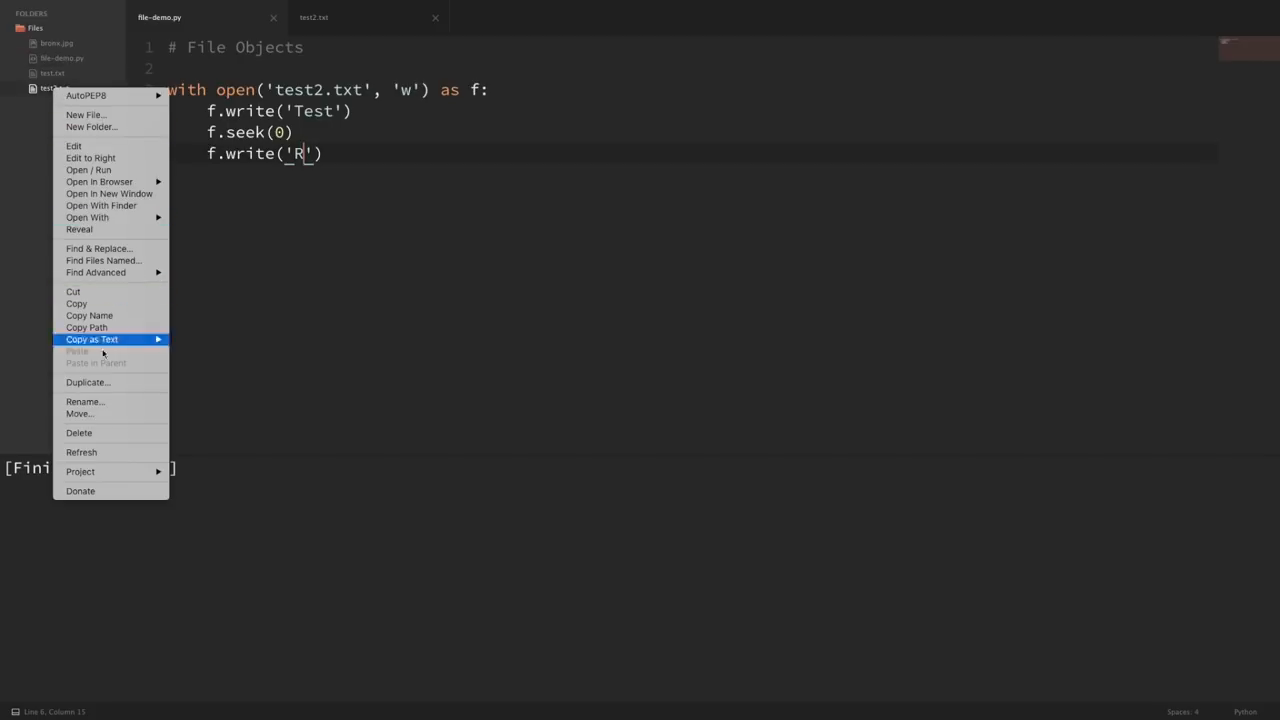 FOLDERS
Files
bronx.jpg
file-demo.py
test.txt
file-demo.py
test2.txt
1 # File Objects
2
with open('test2.txt', 'w') as f:
f.write('Test')
f.seek(0)
f.write('R')
AutoPEP8
New File...
New Folder...
Edit
Edit to Right
Open / Run
Open In Browser
Open In New Window
Open With Finder
Open With
Reveal
Find & Replace...
Find Files Named...
Find Advanced
Cut
Copy
Copy Name
Copy Path
Copy as Text
Paste
Paste in Parent
Duplicate...
Rename...
Move...
Delete
Refresh
Project
Donate
[Fini ]
Line 6, Column 15
Spaces: 4
Python